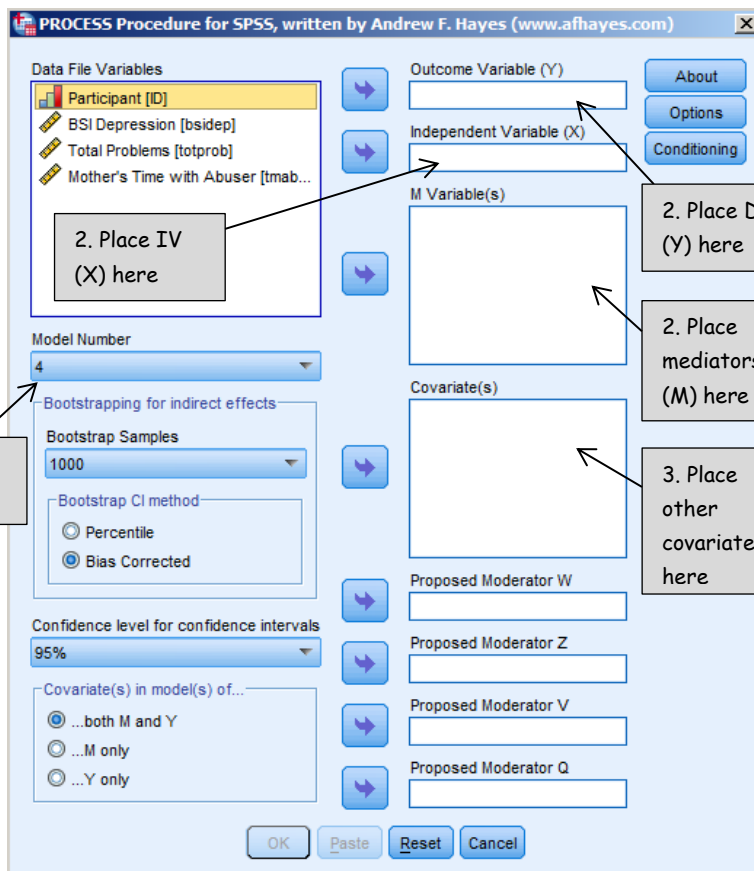 PROCESS Procedure for SPSS, written by Andrew F. Hayes (www.afhayes.com)
Data File Variables
Participant [ID]
BSI Depression [bsidep]
Total Problems [totprob]
Mother's Time with Abuser [tmab...
2. Place IV
(X) here
Model Number
4
Bootstrapping for indirect effects
Bootstrap Samples
1000
Bootstrap CI method
Percentile
Bias Corrected
Confidence level for confidence intervals
95%
Covariate(s) in model(s) of...
...both M and Y
...M only
...Y only
Outcome Variable (Y)
Independent Variable (X)
M Variable(s)
Covariate(s)
Proposed Moderator W
Proposed Moderator Z
Proposed Moderator V
Proposed Moderator Q
About
Options
Conditioning
2. Place
(Y) here
2. Place
mediators
(M) here
3. Place
other
covariate
here
OK
Paste
Reset
Cancel